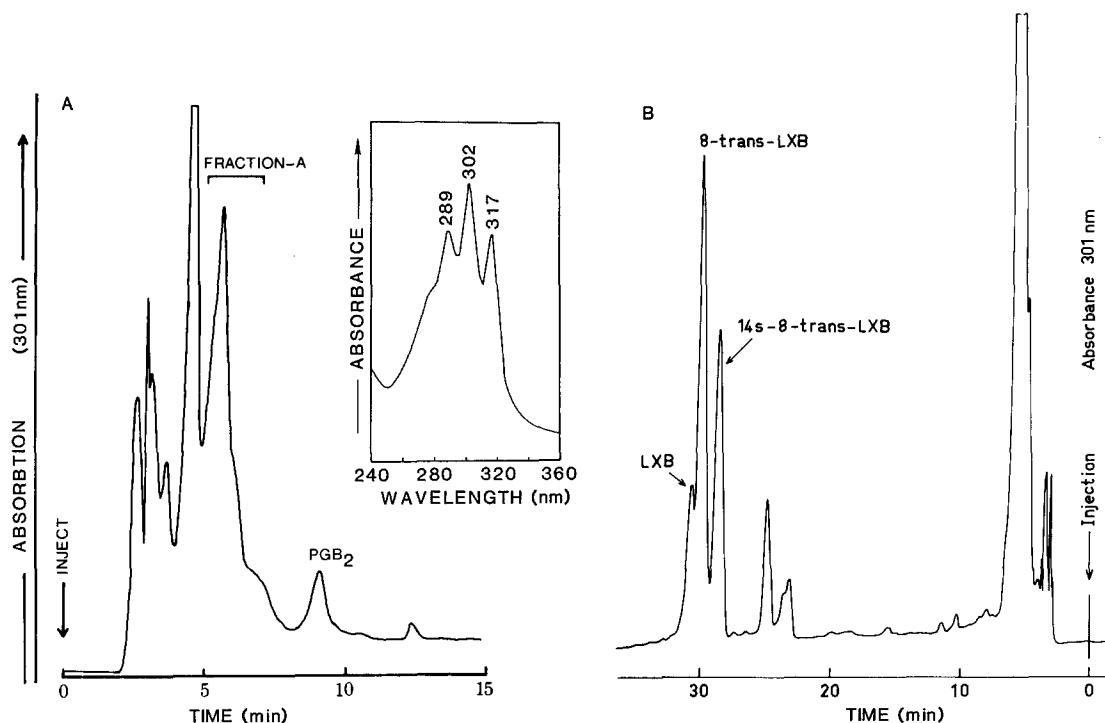 A
ABSORBTION (301nm)
INJECT
FRACTION-A
PGB2
0 5 10 15
TIME (min)
ABSORBANCE
289
302
317
240 280 320 360
WAVELENGTH (nm)
B
8-trans-LXB
14s-8-trans-LXB
LXB
Absorbance 301 nm
Injection
30 20 10 0
TIME (min)